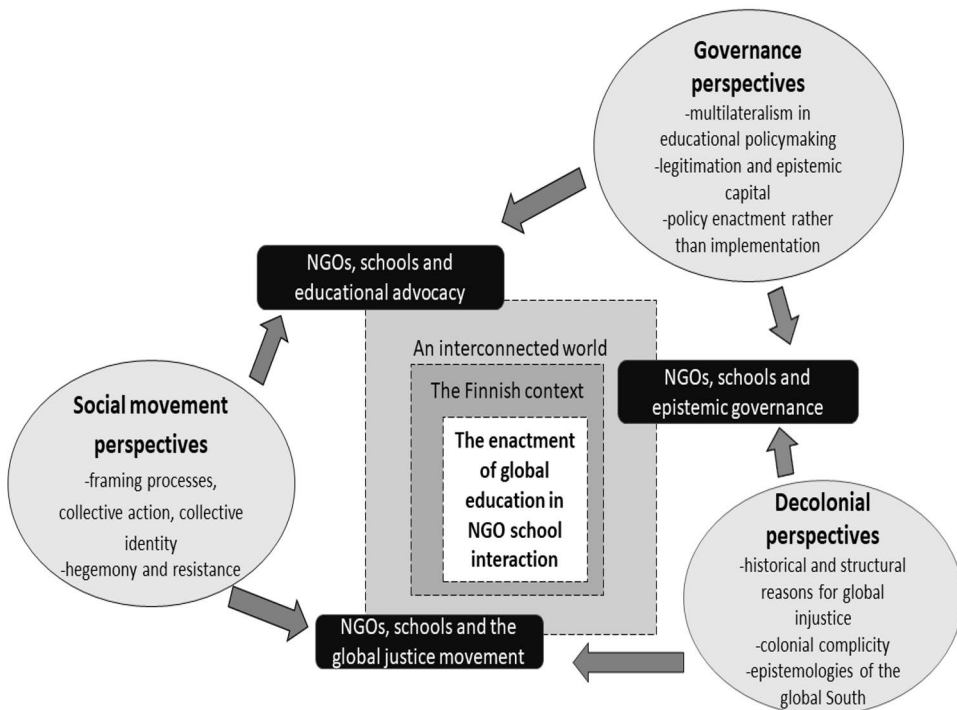 Governance
perspectives
-multilateralism in
educational policymaking
-legitimation and epistemic
capital
-policy enactment rather
than implementation
NGOs, schools and
educational advocacy
An interconnected world
The Finnish context
The enactment
of global
education in
NGO school
interaction
NGOs, schools and
epistemic governance
Social movement
perspectives
-framing processes,
collective action, collective
identity
-hegemony and resistance
Decolonial
perspectives
-historical and structural
reasons for global
injustice
-colonial complicity
-epistemologies of the
global South
NGOs, schools and the
global justice movement